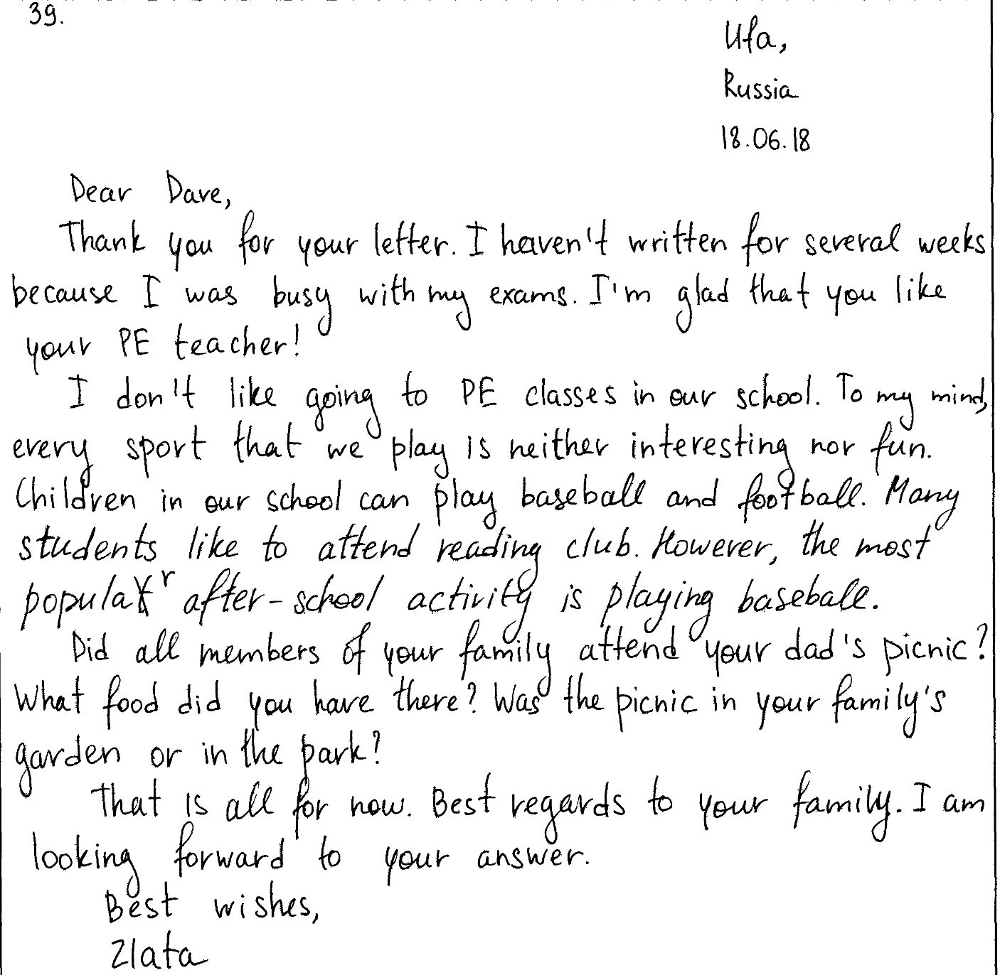 39.
Ufa,
Russia
18.06.18
Dear Dave,
Thank you for your letter. I haven't written for several weeks
because I was busy with my exams. I'm glad that you like
your PE teacher!
I don't like going to PE classes in our school. To my mind,
every sport that we play is neither interesting nor fun.
Children in our school can play baseball and football. Many
students like to attend reading club. However, the most
popular after-school activity is playing baseball.
Did all members of your family attend your dad's picnic?
What food did you have there? Was the picnic in your family's
garden or in the park?
That is all for now. Best regards to your family. I am
looking forward to your answer.
Best wishes,
Zlata